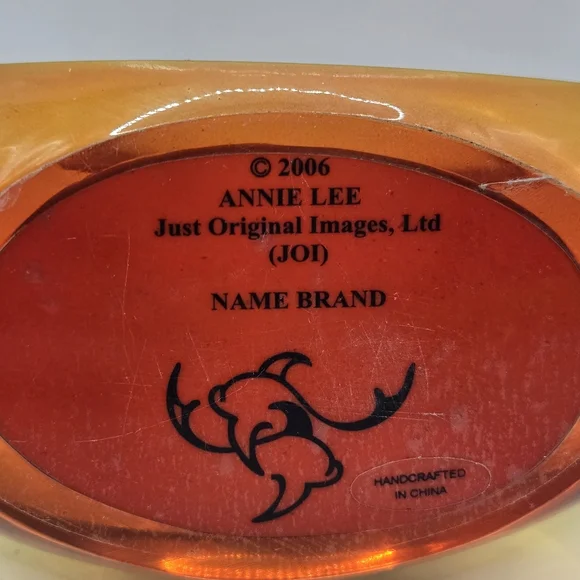 © 2006
ANNIE LEE
Just Original Images, Ltd
(JOI)
NAME BRAND
HANDCRAFTED
IN CHINA